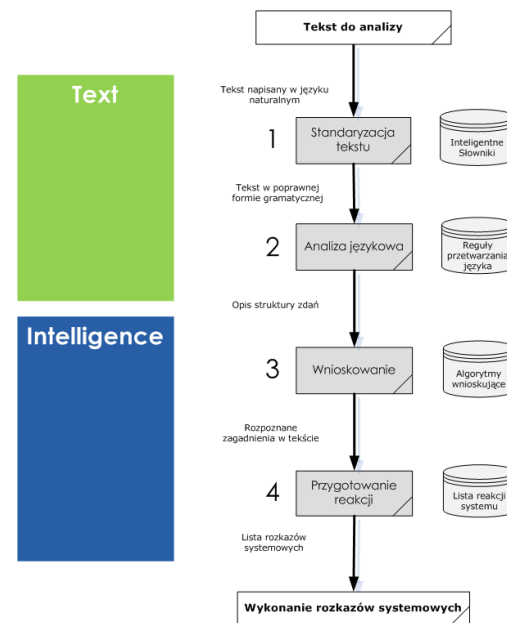 Tekst do analizy
Text
Tekst napisany w języku
naturalnym
1
Standaryzacja
tekstu
Inteligentne
Słowniki
Tekst w poprawnej
formie gramatycznej
2
Analiza językowa
Reguły
przetwarzania
języka
Opis struktury zdań
Intelligence
3
Wnioskowanie
Algorytmy
wnioskujące
Rozpoznane
zagadnienia w tekście
4
Przygotowanie
reakcji
Lista reakcji
systemu
Lista rozkazów
systemowych
Wykonanie rozkazów systemowych